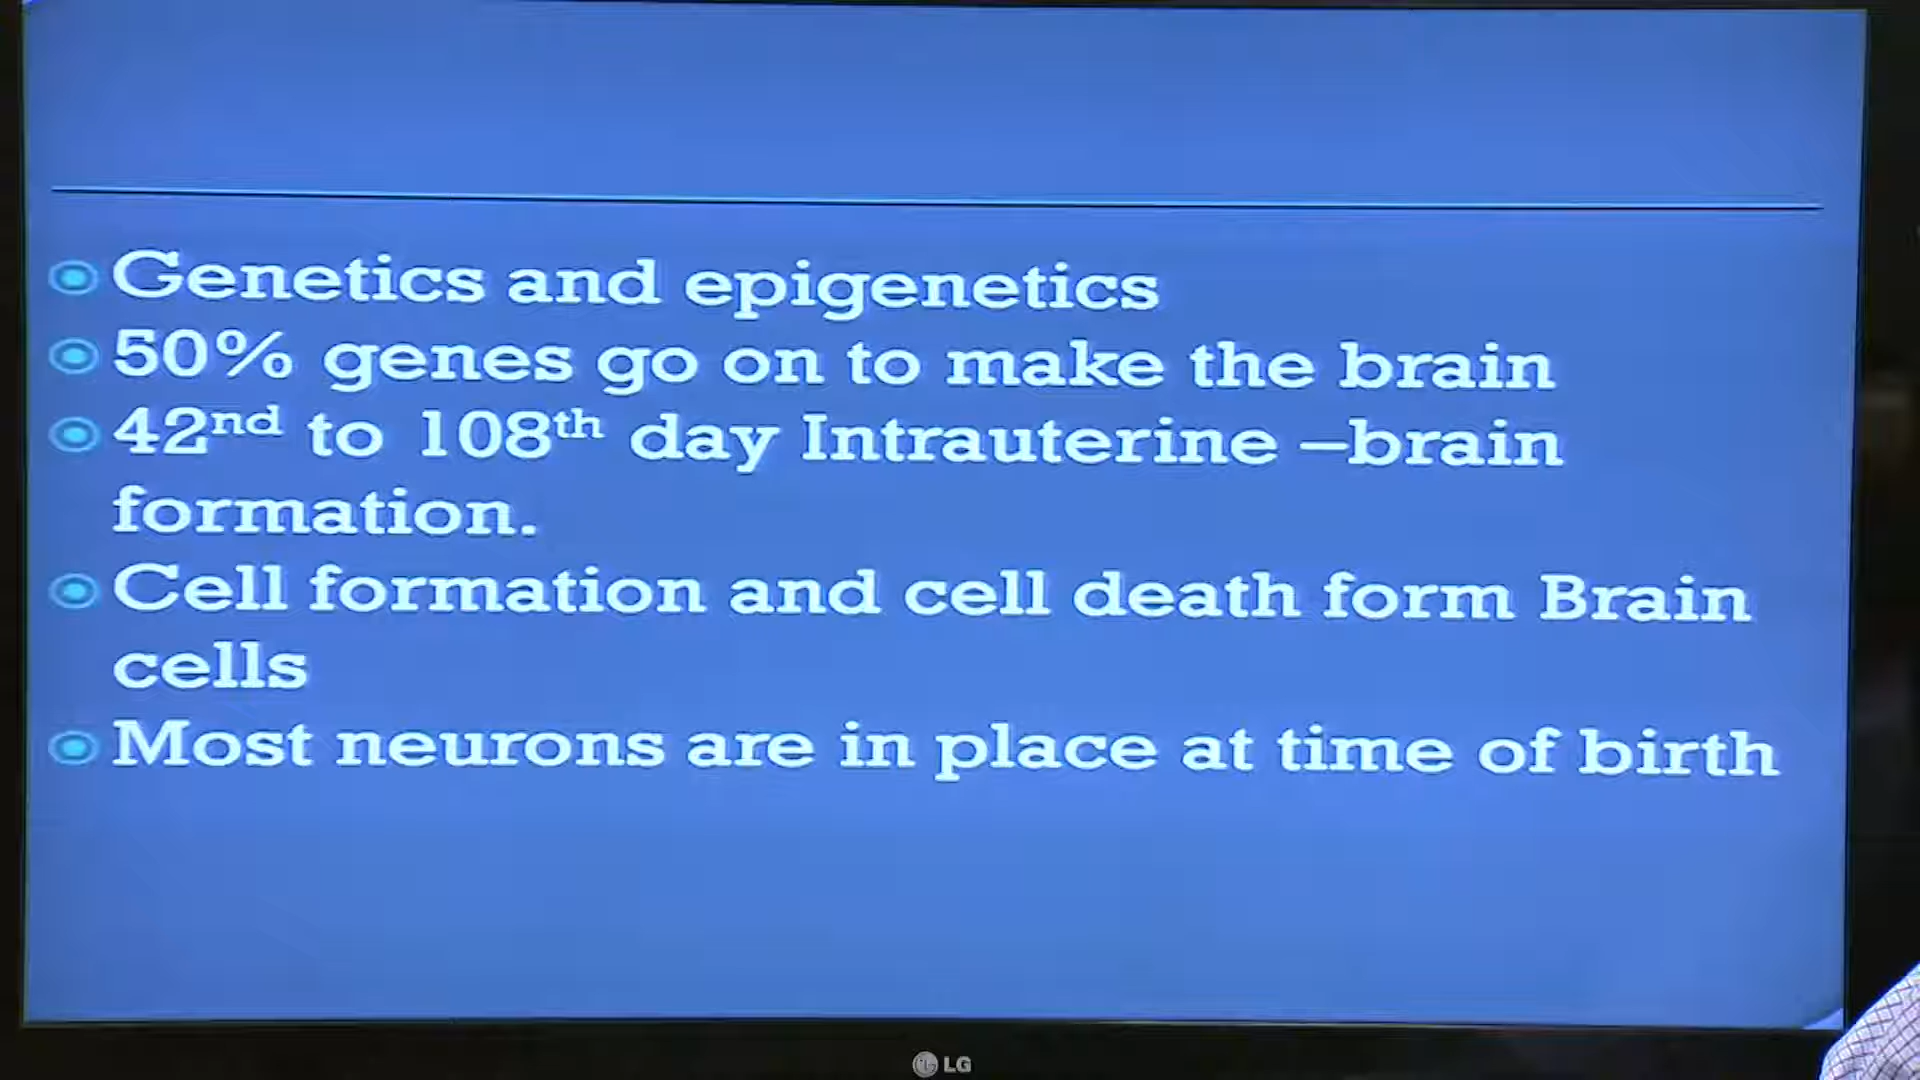 Genetics and epigenetics
50% genes go on to make the brain
42nd to 108th day Intrauterine –brain
formation.
Cell formation and cell death form Brain
cells
Most neurons are in place at time of birth
LG